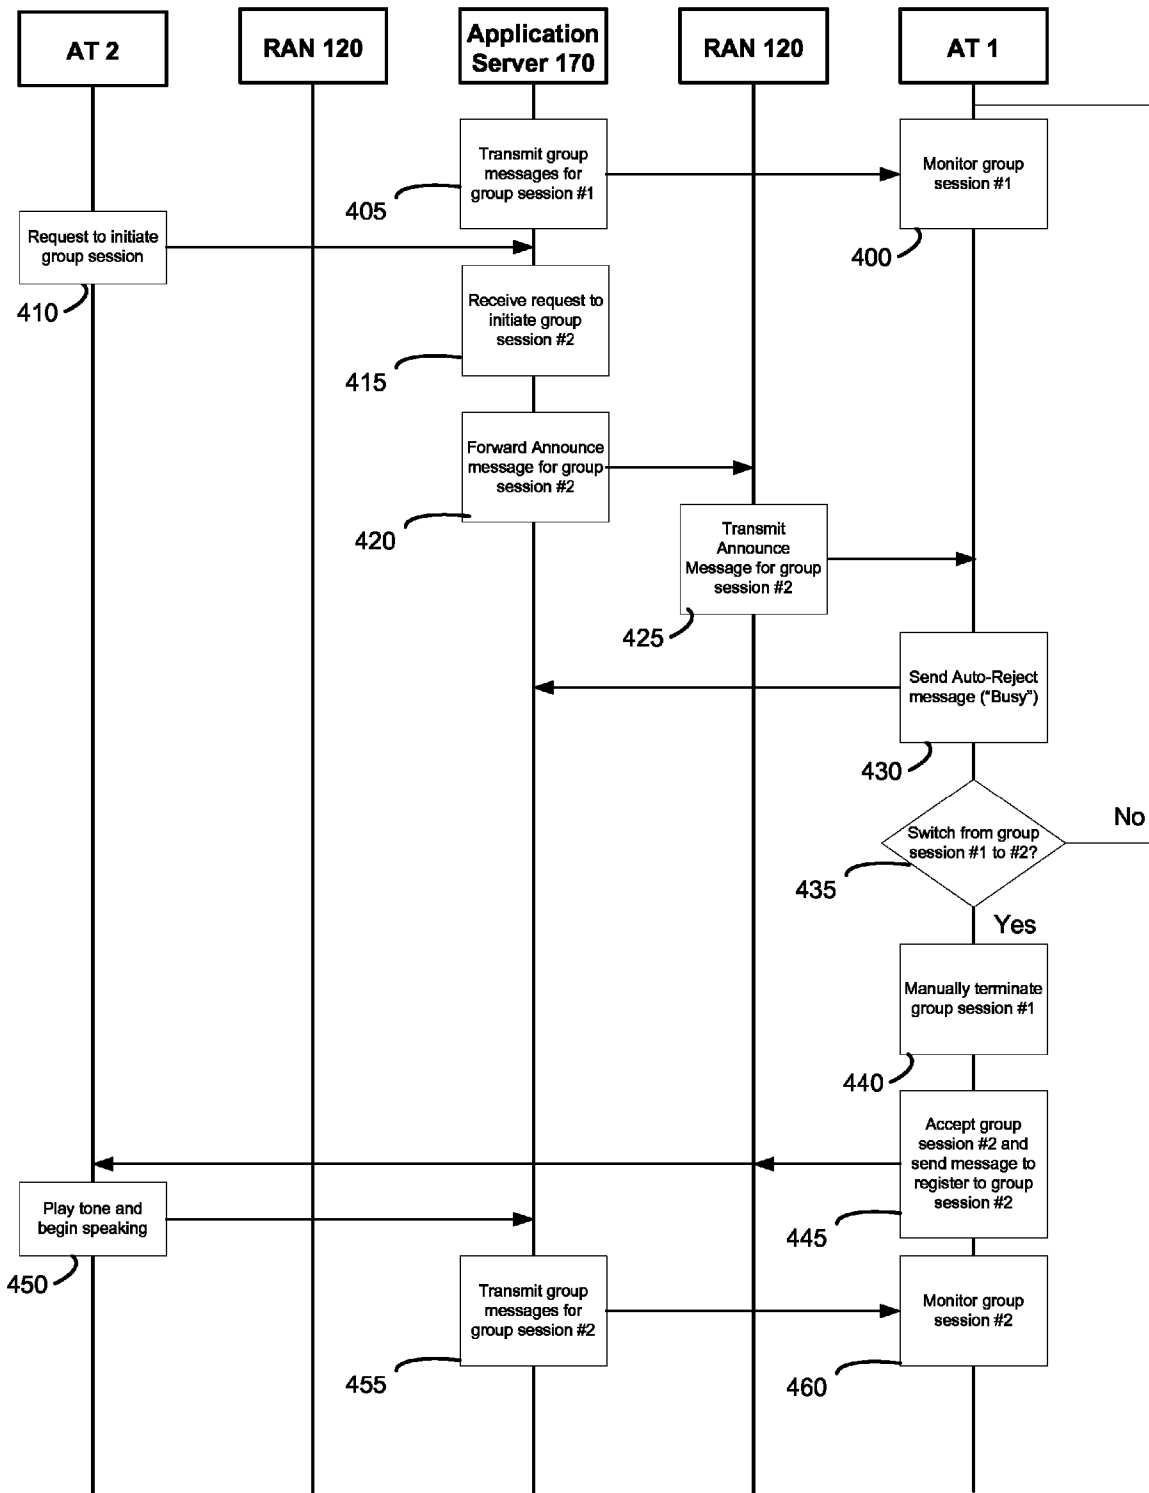 AT 2
RAN 120
Application
Server 170
RAN 120
AT 1
Transmit group
messages for
group session #1
405
Monitor group
session #1
400
Request to initiate
group session
410
Receive request to
initiate group
session #2
415
Forward Announce
message for group
session #2
420
Transmit
Announce
Message for group
session #2
425
Send Auto-Reject
message (“Busy”)
430
Switch from group
session #1 to #2?
435
No
Yes
Manually terminate
group session #1
440
Accept group
session #2 and
send message to
register to group
session #2
445
Play tone and
begin speaking
450
Transmit group
messages for
group session #2
455
Monitor group
session #2
460